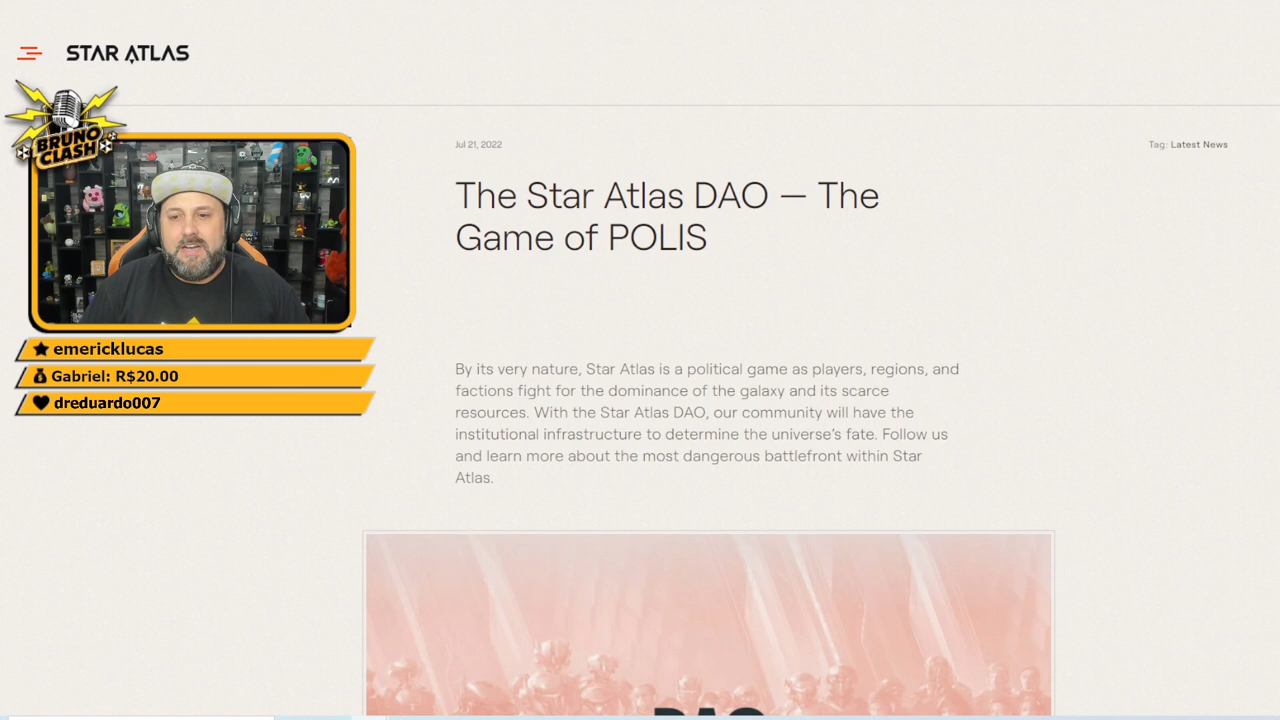 STAR ATLAS
BRUNO
CLASH
emericklucas
Gabriel: R$20.00
dreduardo007
Jul 21, 2022
Tag: Latest News
The Star Atlas DAO — The
Game of POLIS
By its very nature, Star Atlas is a political game as players, regions, and
factions fight for the dominance of the galaxy and its scarce
resources. With the Star Atlas DAO, our community will have the
institutional infrastructure to determine the universe’s fate. Follow us
and learn more about the most dangerous battlefront within Star
Atlas.
DAO